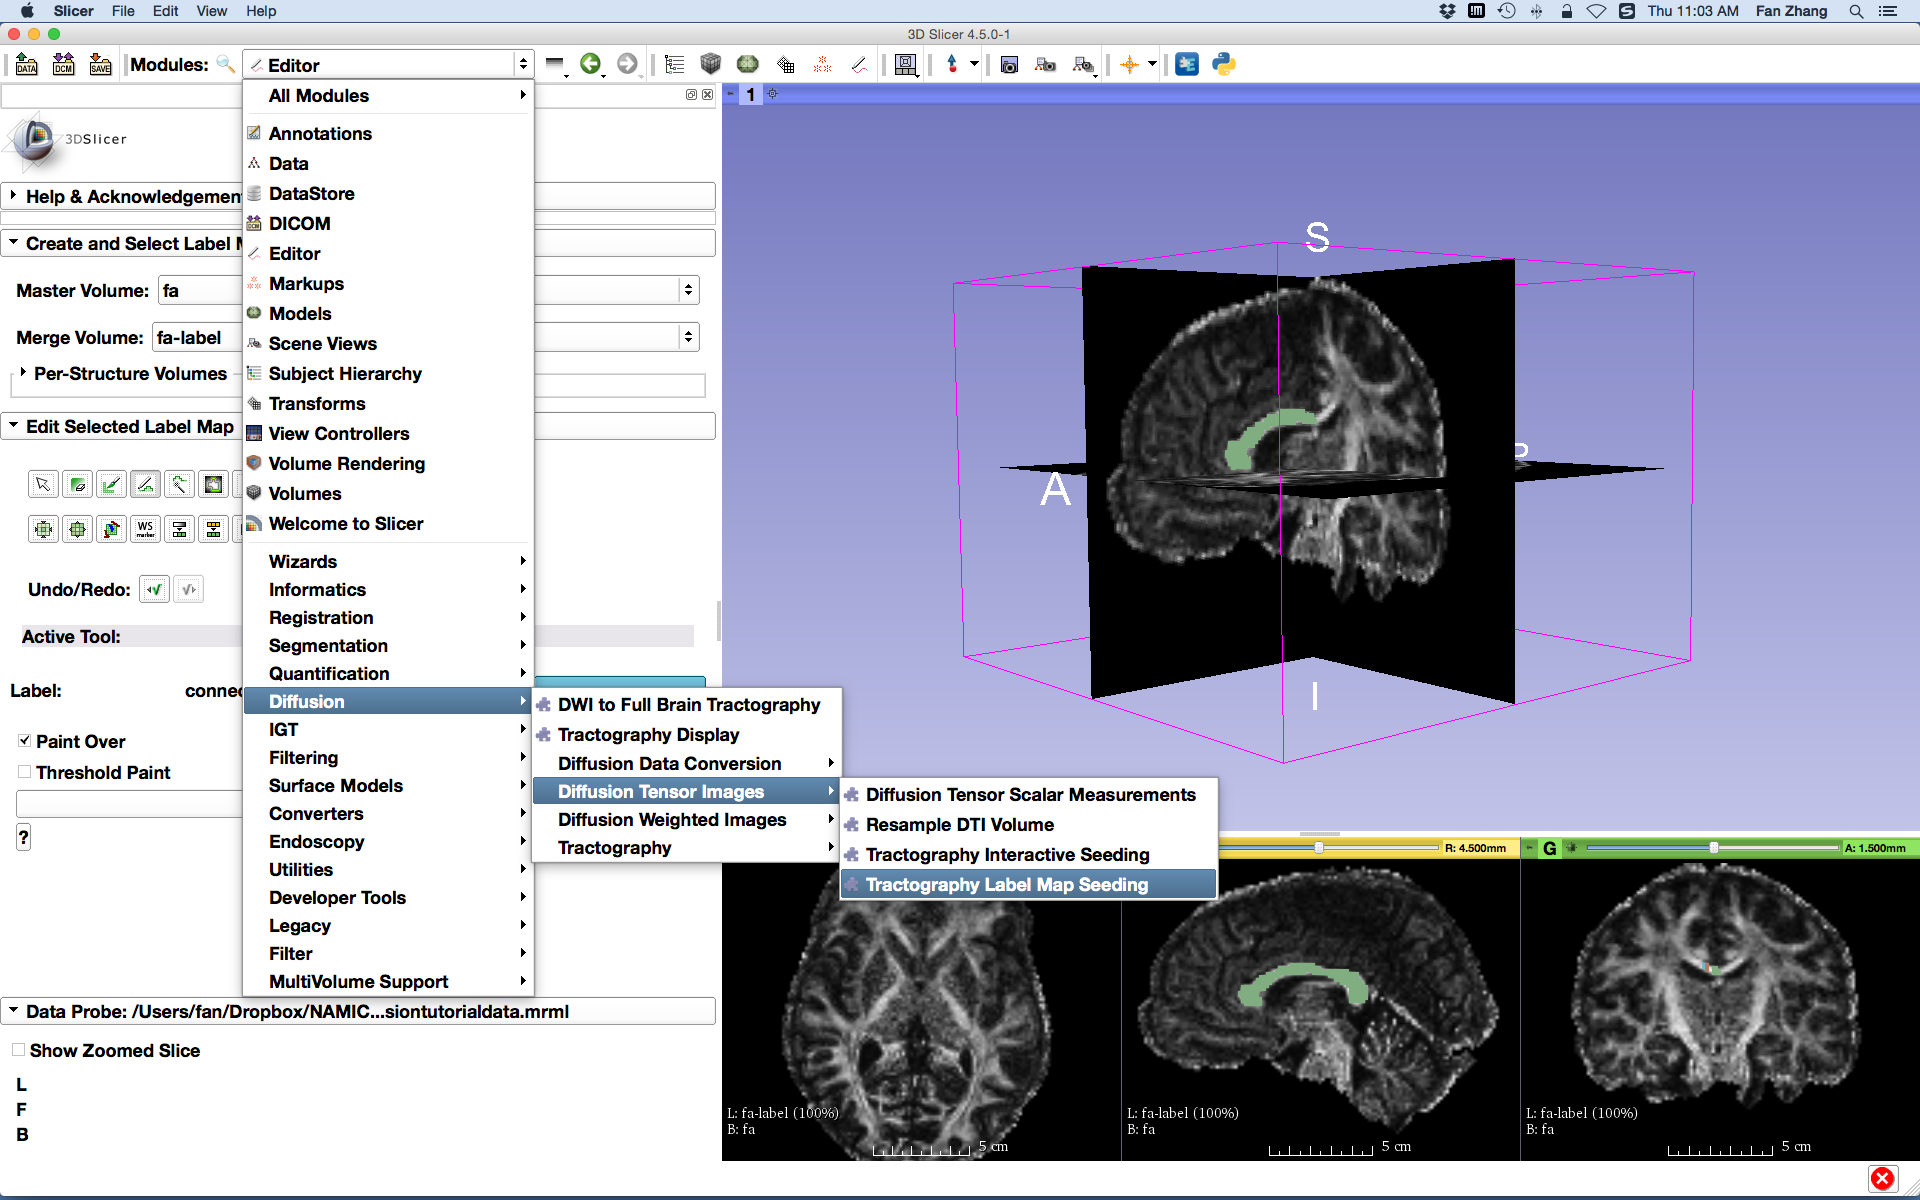 Slicer File Edit View Help Thu 11:03 AM Fan Zhang
3D Slicer 4.5.0-1
DATA DCM SAVE Modules: Editor
1
3DSlicer
Help & Acknowledgemen
Create and Select Label M
Master Volume: fa
Merge Volume: fa-label
Per-Structure Volumes
Edit Selected Label Map
WS
marker
Undo/Redo:
Active Tool:
Label: connec
Paint Over
Threshold Paint
?
All Modules
Annotations
Data
DataStore
DICOM
Editor
Markups
Models
Scene Views
Subject Hierarchy
Transforms
View Controllers
Volume Rendering
Volumes
Welcome to Slicer
Wizards
Informatics
Registration
Segmentation
Quantification
Diffusion
IGT
Filtering
Surface Models
Converters
Endoscopy
Utilities
Developer Tools
Legacy
Filter
MultiVolume Support
DWI to Full Brain Tractography
Tractography Display
Diffusion Data Conversion
Diffusion Tensor Images
Diffusion Weighted Images
Tractography
Diffusion Tensor Scalar Measurements
Resample DTI Volume
Tractography Interactive Seeding
Tractography Label Map Seeding
S
A
P
I
R: 4.500mm
G A: 1.500mm
L: fa-label (100%)
B: fa
5 cm
L: fa-label (100%)
B: fa
5 cm
L: fa-label (100%)
B: fa
5 cm
Data Probe: /Users/fan/Dropbox/NAMIC...siontutorialdata.mrml
Show Zoomed Slice
L
F
B